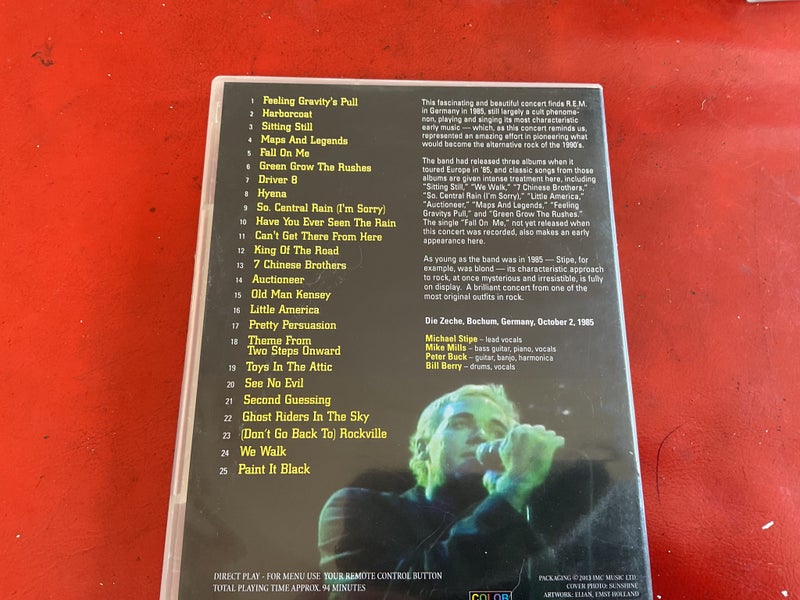 1 Feeling Gravity's Pull
2 Harborcoat
3 Sitting Still
4 Maps And Legends
5 Fall On Me
6 Green Grow The Rushes
7 Driver 8
8 Hyena
9 So. Central Rain (I'm Sorry)
10 Have You Ever Seen The Rain
11 Can't Get There From Here
12 King Of The Road
13 7 Chinese Brothers
14 Auctioneer
15 Old Man Kensey
16 Little America
17 Pretty Persuasion
18 Theme From
Two Steps Onward
19 Toys In The Attic
20 See No Evil
21 Second Guessing
22 Ghost Riders In The Sky
23 (Don't Go Back To) Rockville
24 We Walk
25 Paint It Black
This fascinating and beautiful concert finds R.E.M.
in Germany in 1985, still largely a cult phenome-
non, playing and singing its most characteristic
early music — which, as this concert reminds us,
represented an amazing effort in pioneering what
would become the alternative rock of the 1990's.
The band had released three albums when it
toured Europe in '85, and classic songs from those
albums are given intense treatment here, including
"Sitting Still," "We Walk," "7 Chinese Brothers,"
"So. Central Rain (I'm Sorry)," "Little America,"
"Auctioneer," "Maps And Legends," "Feeling
Gravitys Pull," and "Green Grow The Rushes."
The single "Fall On Me," not yet released when
this concert was recorded, also makes an early
appearance here.
As young as the band was in 1985 — Stipe, for
example, was blond — its characteristic approach
to rock, at once mysterious and irresistible, is fully
on display. A brilliant concert from one of the
most original outfits in rock.
Die Zeche, Bochum, Germany, October 2, 1985
Michael Stipe – lead vocals
Mike Mills – bass guitar, piano, vocals
Peter Buck – guitar, banjo, harmonica
Bill Berry – drums, vocals
DIRECT PLAY - FOR MENU USE YOUR REMOTE CONTROL BUTTON
TOTAL PLAYING TIME APPROX. 94 MINUTES
COLOR
PACKAGING © 2013 IMC MUSIC LTD.
COVER PHOTO: SUNSHINE
ARTWORK: ELIAN, EMST-HOLLAND